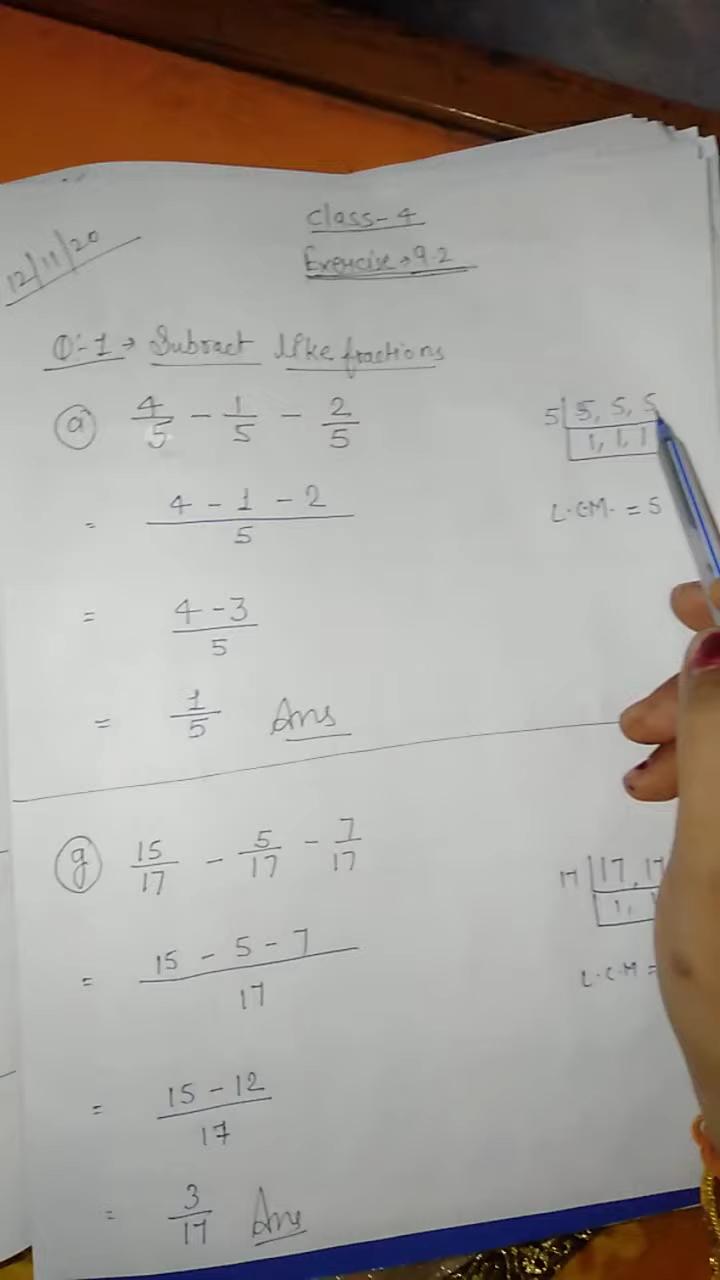 Class-4
12/11/20
Exercise → 9.2
Q:-1 → Subract like fractions
(a) 4/5 - 1/5 - 2/5
5 | 5, 5, 5
1, 1, 1
= 4 - 1 - 2 / 5
L.C.M. = 5
= 4 - 3 / 5
= 1/5 Ans
(g) 15/17 - 5/17 - 7/17
17 | 17, 17
1, 1
= 15 - 5 - 7 / 17
L.C.M =
= 15 - 12 / 17
= 3/17 Ans